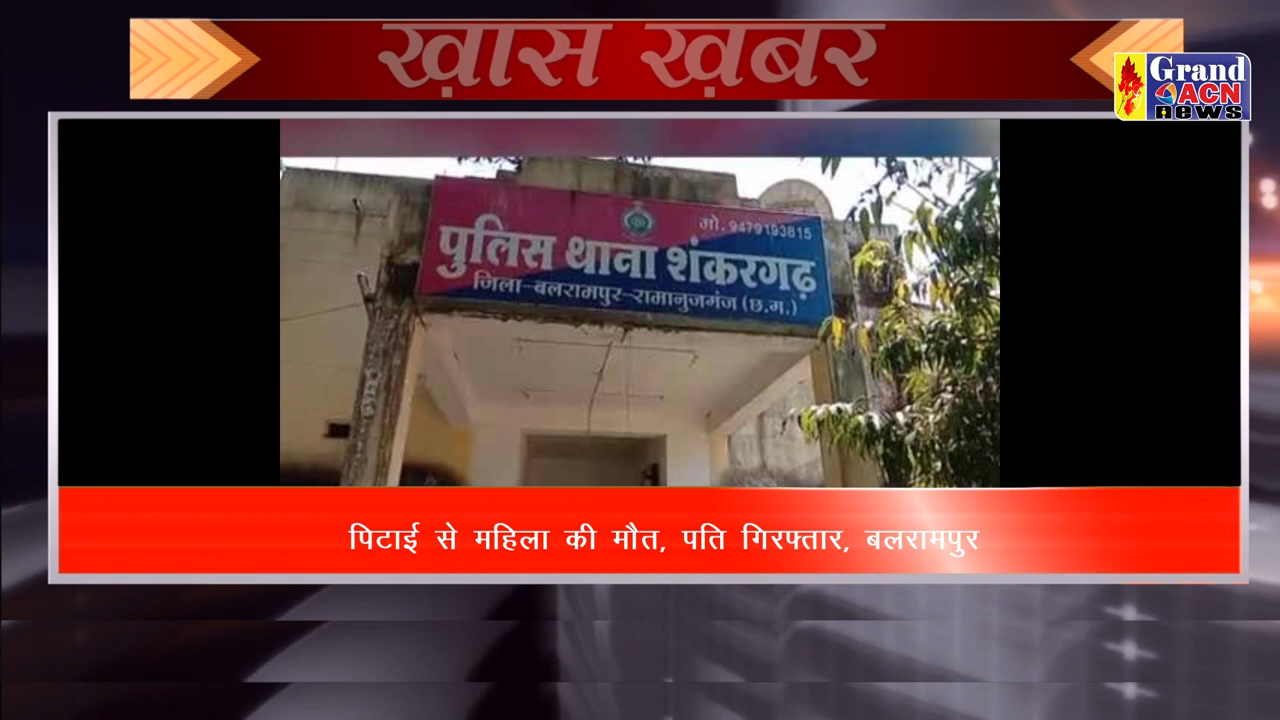 ख़ास ख़बर
Grand
ACN
news
मो. 9479193815
पुलिस थाना शंकरगढ़
जिला-बलरामपुर-रामानुजगंज (छ.ग.)
पिटाई से महिला की मौत, पति गिरफ्तार, बलरामपुर